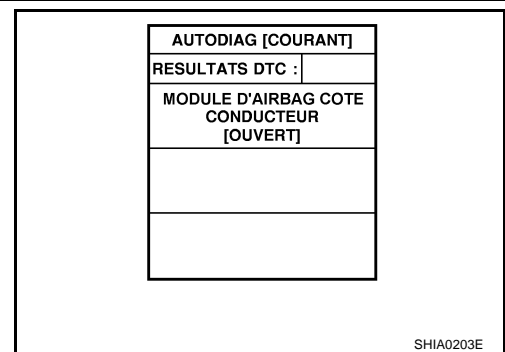 AUTODIAG [COURANT]
RESULTATS DTC :
MODULE D'AIRBAG COTE
CONDUCTEUR
[OUVERT]
SHIA0203E